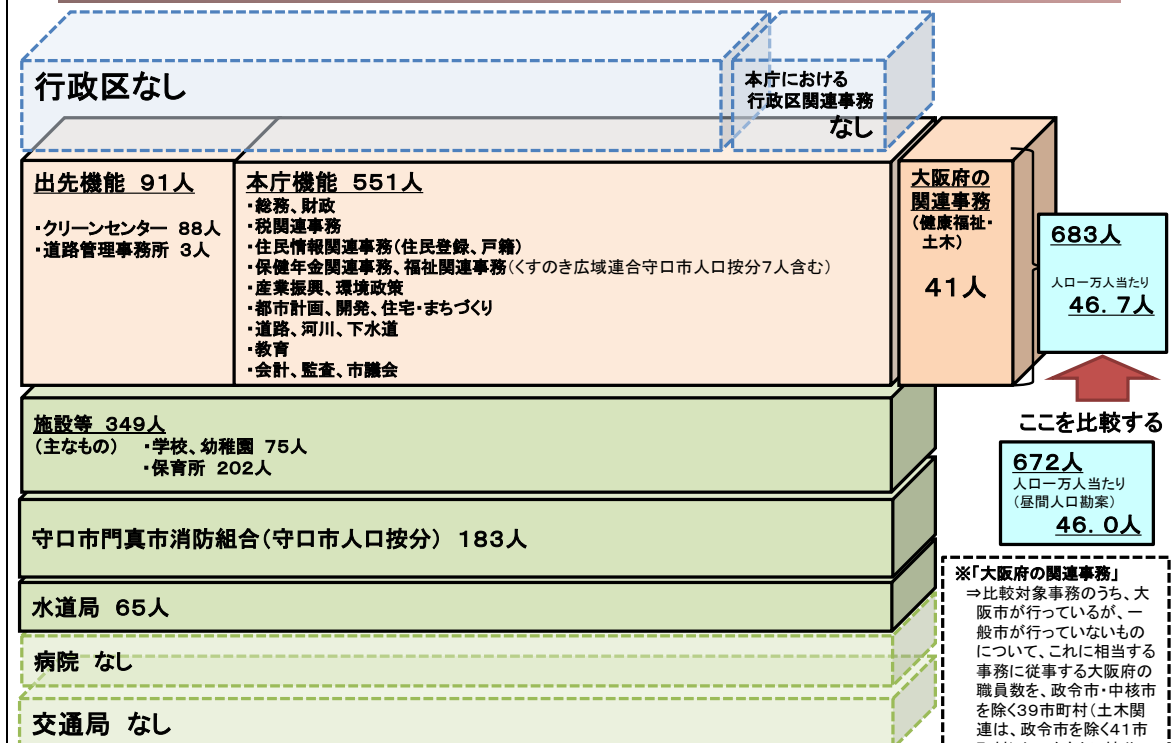 行政区なし
本庁における
行政区関連事務
なし
出先機能 91人
・クリーンセンター 88人
・道路管理事務所 3人
本庁機能 551人
・総務、財政
・税関連事務
・住民情報関連事務(住民登録、戸籍)
・保健年金関連事務、福祉関連事務(くすのき広域連合守口市人口按分7人含む)
・産業振興、環境政策
・都市計画、開発、住宅・まちづくり
・道路、河川、下水道
・教育
・会計、監査、市議会
大阪府の
関連事務
(健康福祉・
土木)
41人
683人
人口一万人当たり
46.7人
ここを比較する
672人
人口一万人当たり
(昼間人口勘案)
46.0人
施設等 349人
(主なもの) ・学校、幼稚園 75人
・保育所 202人
守口市門真市消防組合(守口市人口按分) 183人
水道局 65人
病院 なし
交通局 なし
※「大阪府の関連事務」
⇒比較対象事務のうち、大
阪市が行っているが、一
般市が行っていないもの
について、これに相当する
事務に従事する大阪府の
職員数を、政令市・中核市
を除く39市町村(土木関
連は、政令市を除く41市